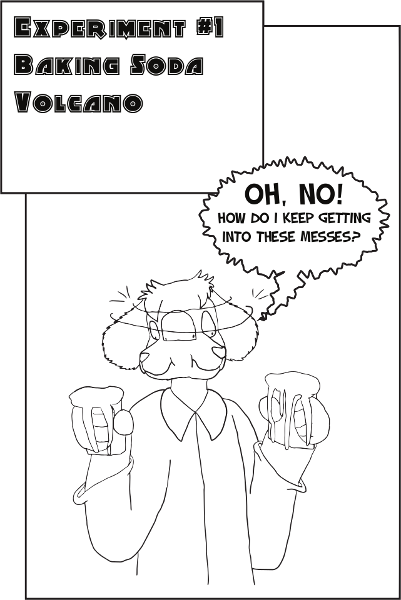 Experiment #1
Baking Soda
Volcano
OH, NO!
HOW DO I KEEP GETTING
INTO THESE MESSES?